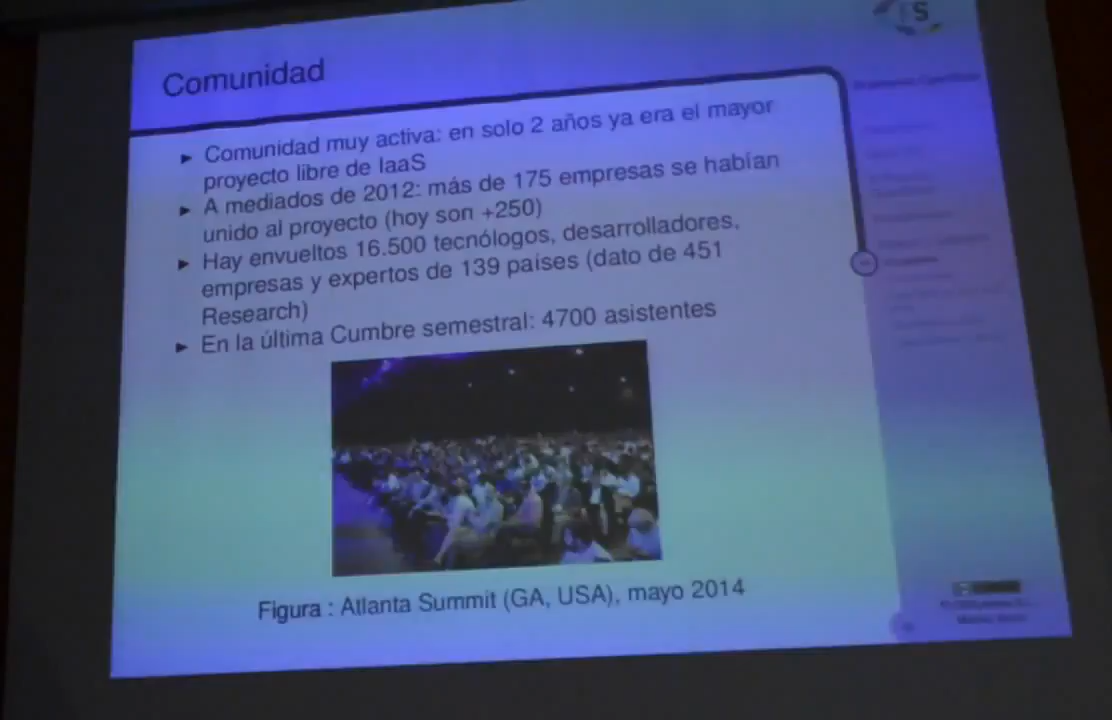 Comunidad
► Comunidad muy activa: en solo 2 años ya era el mayor
proyecto libre de IaaS
► A mediados de 2012: más de 175 empresas se habían
unido al proyecto (hoy son +250)
► Hay envueltos 16.500 tecnólogos, desarrolladores,
empresas y expertos de 139 países (dato de 451
Research)
► En la última Cumbre semestral: 4700 asistentes
Figura : Atlanta Summit (GA, USA), mayo 2014